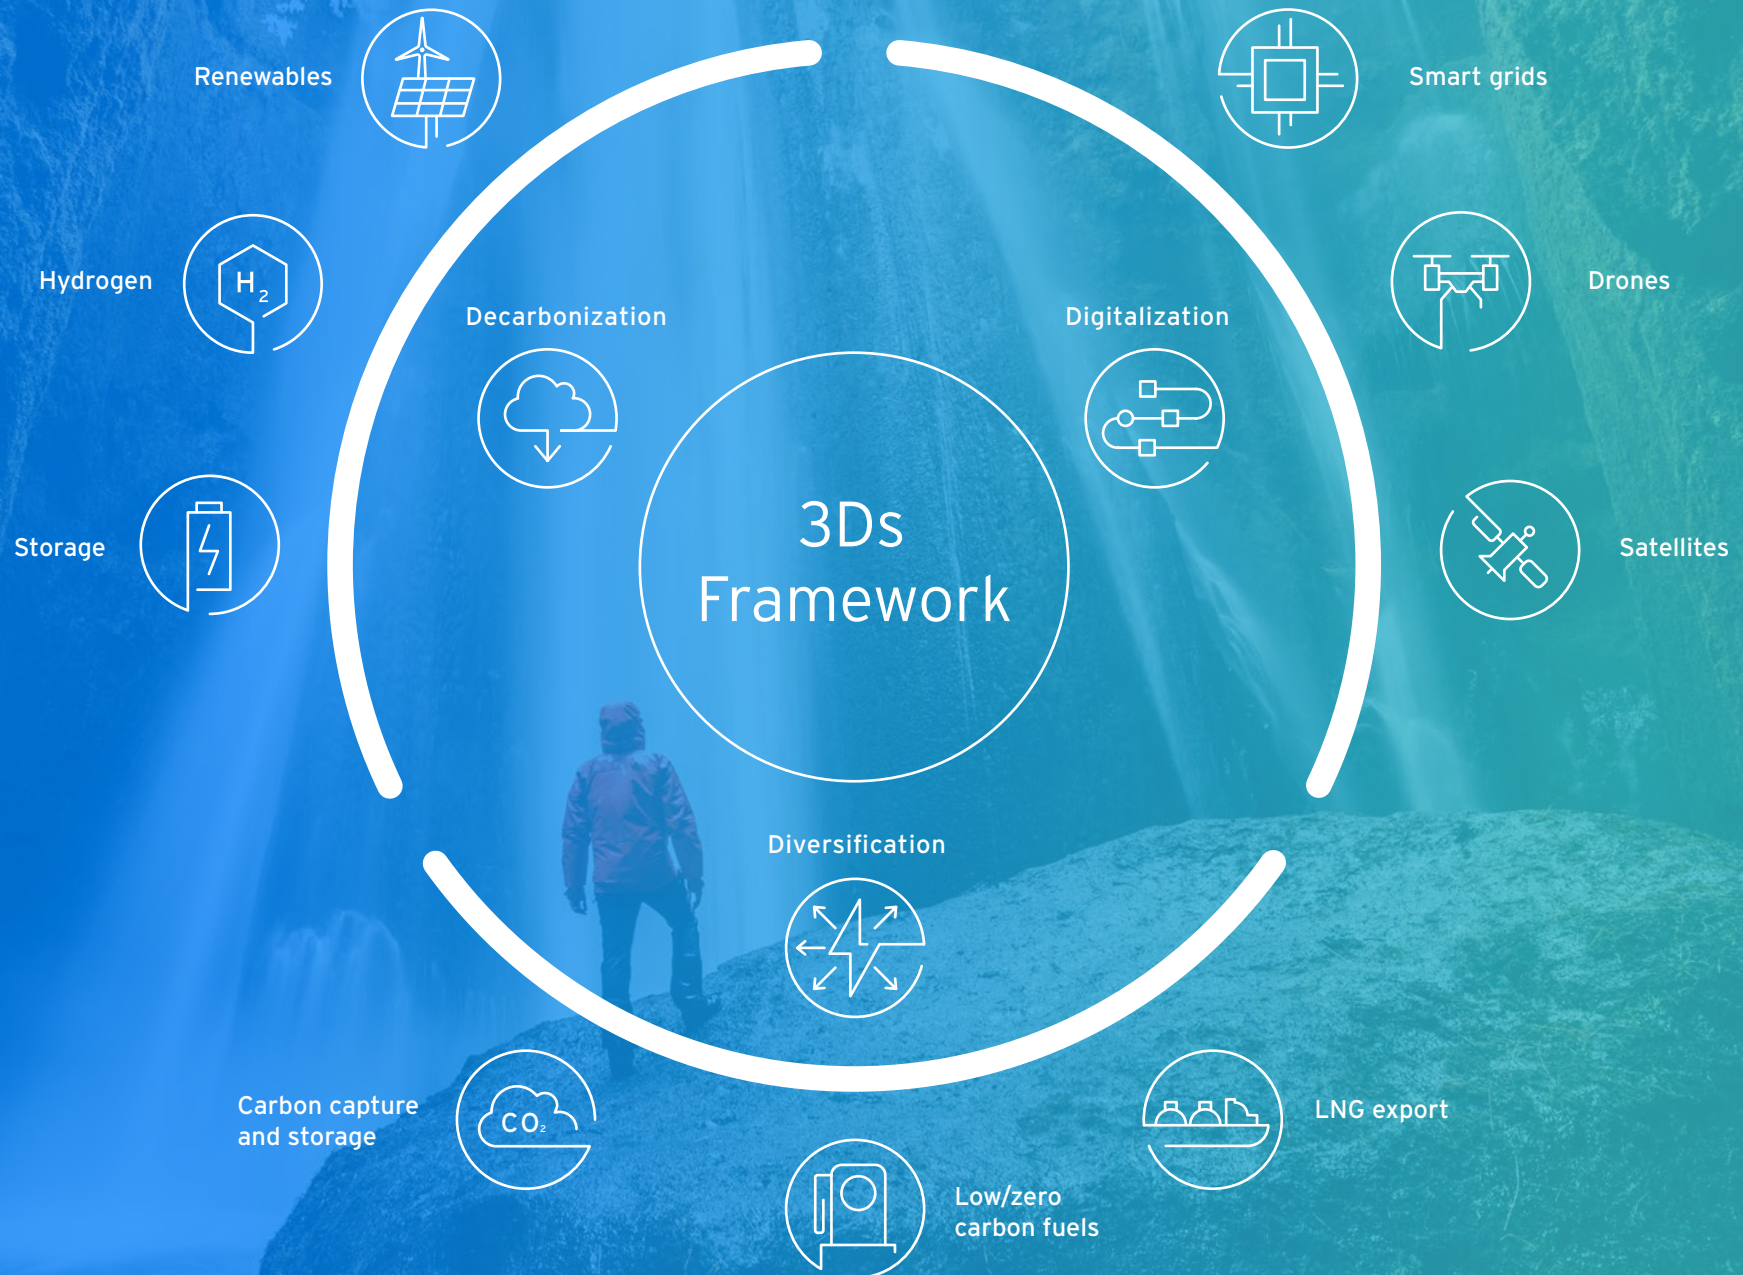 Renewables
Smart grids
Hydrogen
H2
Drones
Decarbonization
Digitalization
3Ds
Framework
Storage
Satellites
Diversification
Carbon capture
and storage
CO2
LNG export
Low/zero
carbon fuels